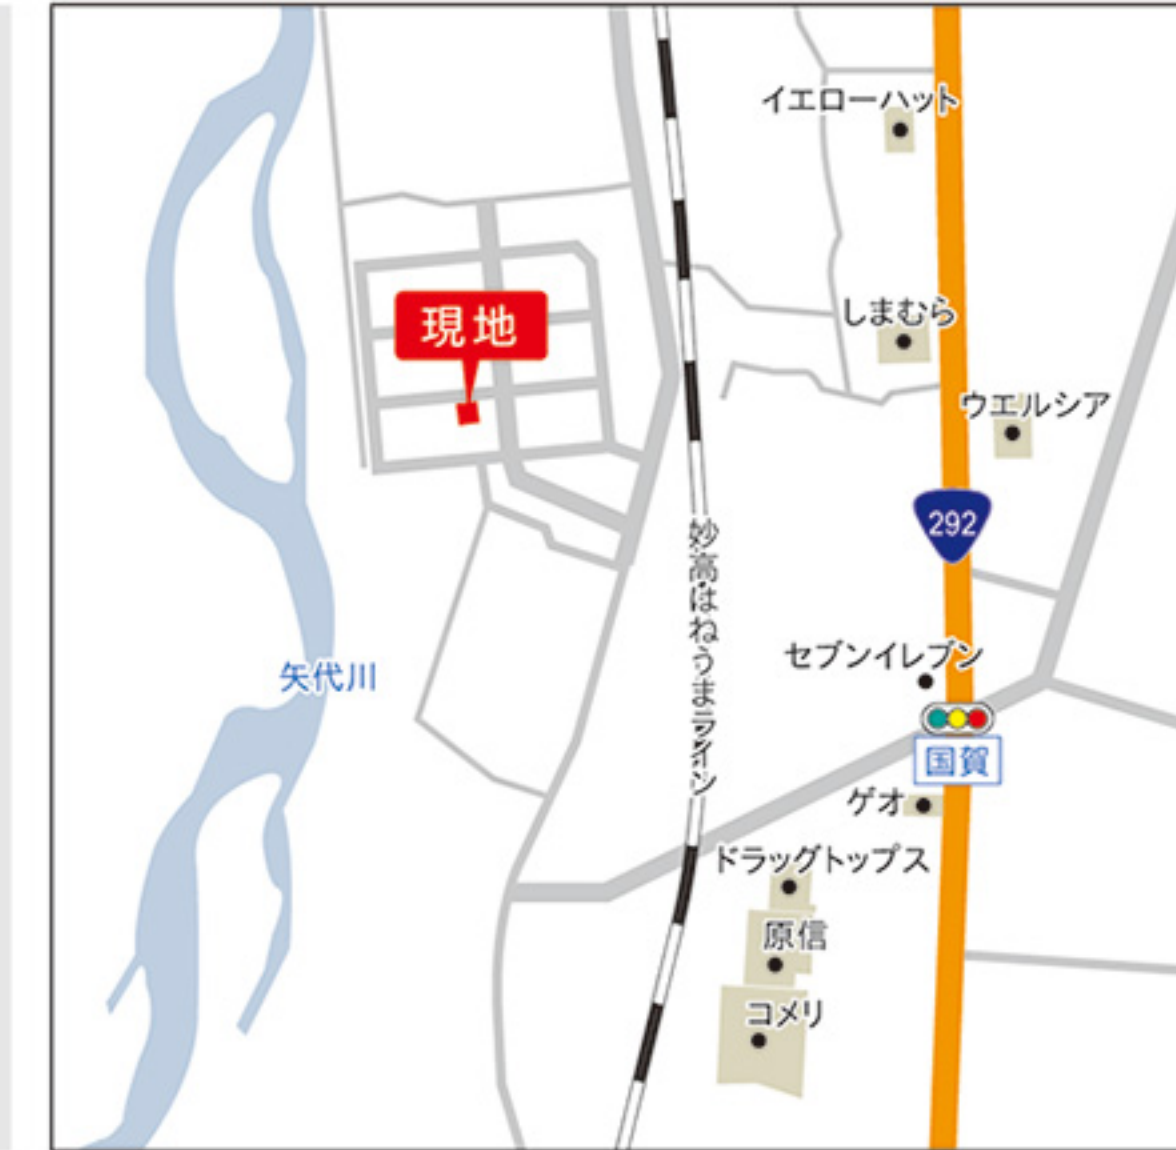 イエローハット
しまむら
現地
ウエルシア
292
妙高はねうまライン
セブンイレブン
矢代川
国賀
ゲオ
ドラッグトップス
原信
コメリ